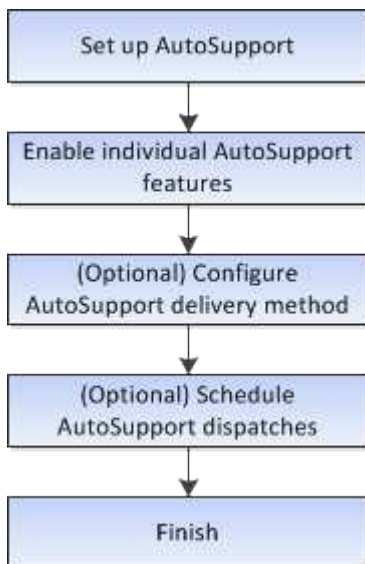 Set up AutoSupport
Enable individual AutoSupport
features
(Optional) Configure
AutoSupport delivery method
(Optional) Schedule
AutoSupport dispatches
Finish